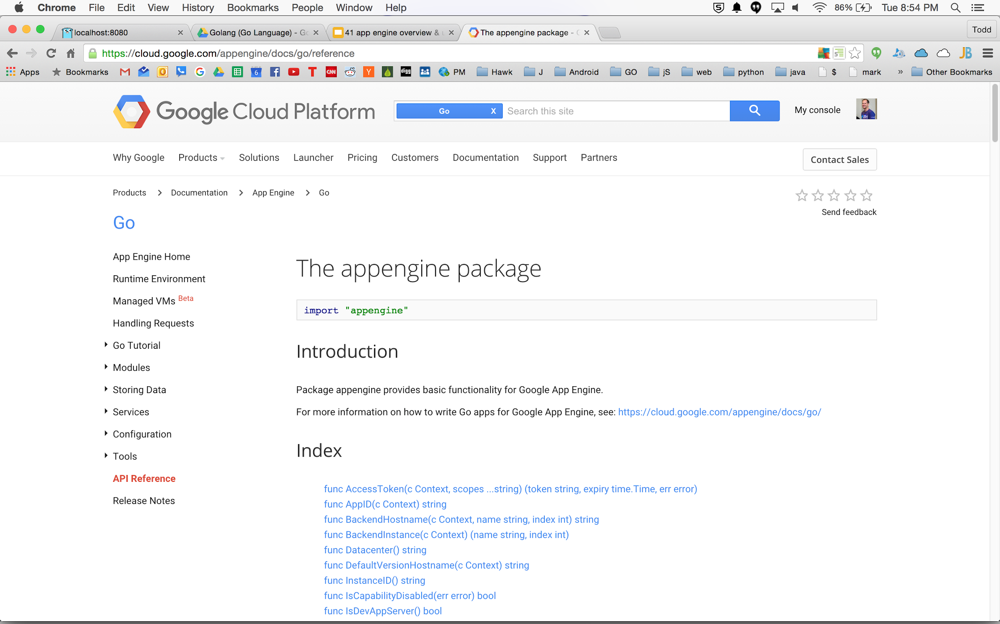 Chrome File Edit View History Bookmarks People Window Help 86% Tue 8:54 PM
localhost:8080 Golang (Go Language) - Go 41 app engine overview & The appengine package - Todd
https://cloud.google.com/appengine/docs/go/reference
Apps Bookmarks 6 T CNN Y digg PM Hawk J Android GO jS web python java $ mark » Other Bookmarks
Google Cloud Platform Go X Search this site My console
Why Google Products Solutions Launcher Pricing Customers Documentation Support Partners Contact Sales
Products > Documentation > App Engine > Go
Send feedback
Go
App Engine Home
Runtime Environment
Managed VMs Beta
Handling Requests
Go Tutorial
Modules
Storing Data
Services
Configuration
Tools
API Reference
Release Notes
The appengine package
import "appengine"
Introduction
Package appengine provides basic functionality for Google App Engine.
For more information on how to write Go apps for Google App Engine, see: https://cloud.google.com/appengine/docs/go/
Index
func AccessToken(c Context, scopes ...string) (token string, expiry time.Time, err error)
func AppID(c Context) string
func BackendHostname(c Context, name string, index int) string
func BackendInstance(c Context) (name string, index int)
func Datacenter() string
func DefaultVersionHostname(c Context) string
func InstanceID() string
func IsCapabilityDisabled(err error) bool
func IsDevAppServer() bool